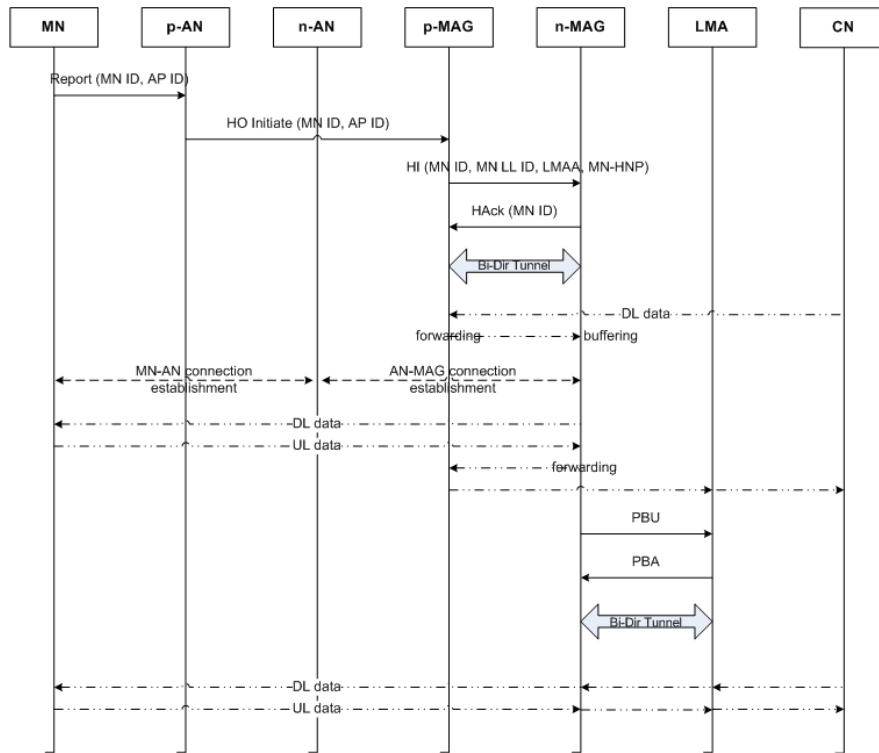 MN p-AN n-AN p-MAG n-MAG LMA CN
Report (MN ID, AP ID)
HO Initiate (MN ID, AP ID)
HI (MN ID, MN LL ID, LMAA, MN-HNP)
HAck (MN ID)
Bi-Dir Tunnel
DL data
forwarding buffering
MN-AN connection AN-MAG connection
establishment establishment
DL data
UL data
forwarding
PBU
PBA
Bi-Dir Tunnel
DL data
UL data